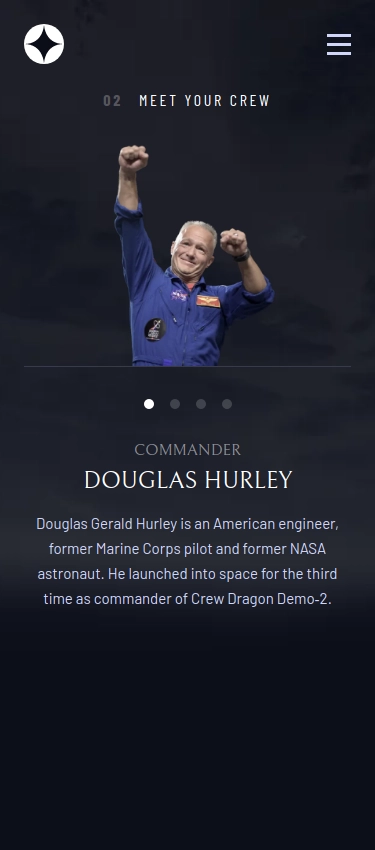 02 MEET YOUR CREW
COMMANDER
DOUGLAS HURLEY
Douglas Gerald Hurley is an American engineer,
former Marine Corps pilot and former NASA
astronaut. He launched into space for the third
time as commander of Crew Dragon Demo-2.